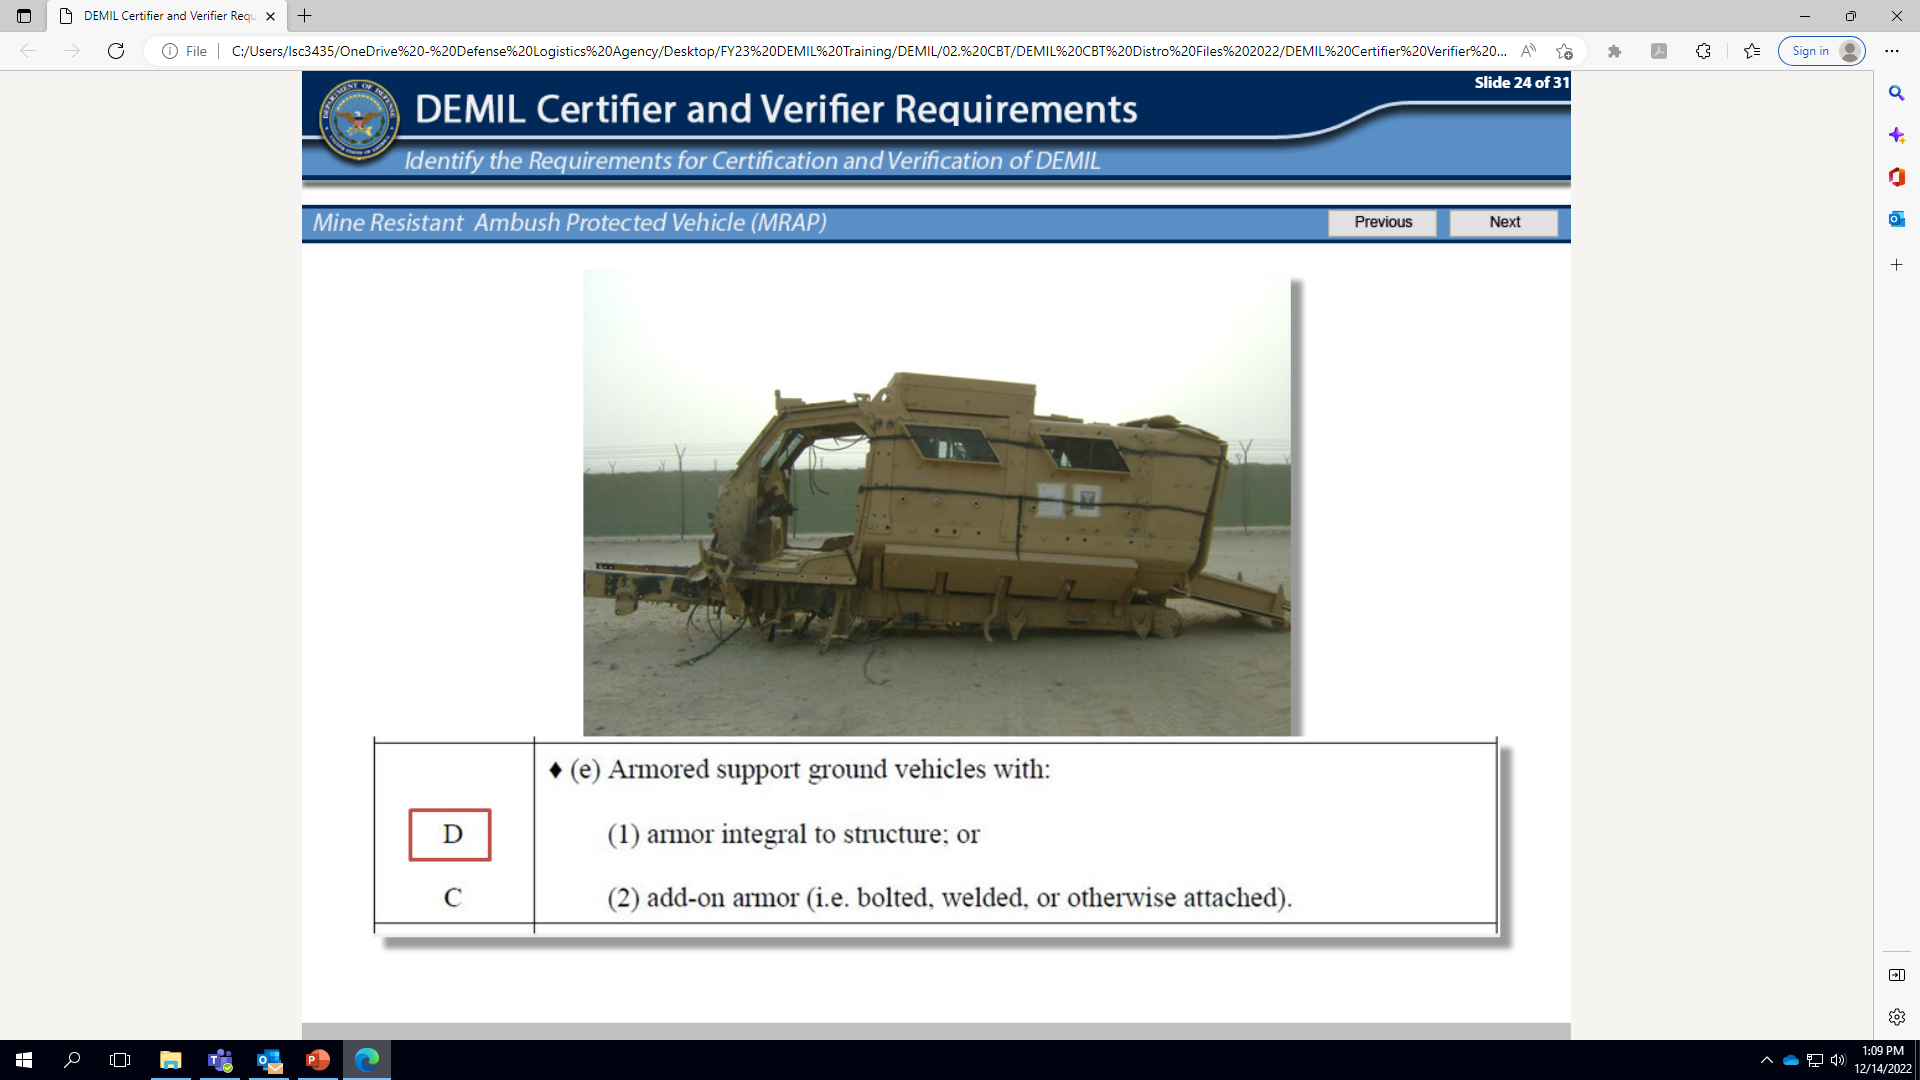 DEMIL Certifier and Verifier Requ
File
C:/Users/lsc3435/OneDrive%20-%20Defense%20Logistics%20Agency/Desktop/FY23%20DEMIL%20Training/DEMIL/02.%20CBT/DEMIL%20CBT%20Distro%20Files%202022/DEMIL%20Certifier%20Verifier%20...
Sign in
Slide 24 of 31
DEMIL Certifier and Verifier Requirements
Identify the Requirements for Certification and Verification of DEMIL
Mine Resistant Ambush Protected Vehicle (MRAP)
Previous
Next
♦ (e) Armored support ground vehicles with:
D
(1) armor integral to structure; or
C
(2) add-on armor (i.e. bolted, welded, or otherwise attached).
1:09 PM
12/14/2022